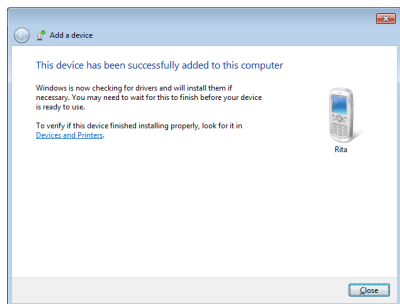 Add a device
This device has been successfully added to this computer
Windows is now checking for drivers and will install them if
necessary. You may need to wait for this to finish before your device
is ready to use.
To verify if this device finished installing properly, look for it in
Devices and Printers.
Rita
Close